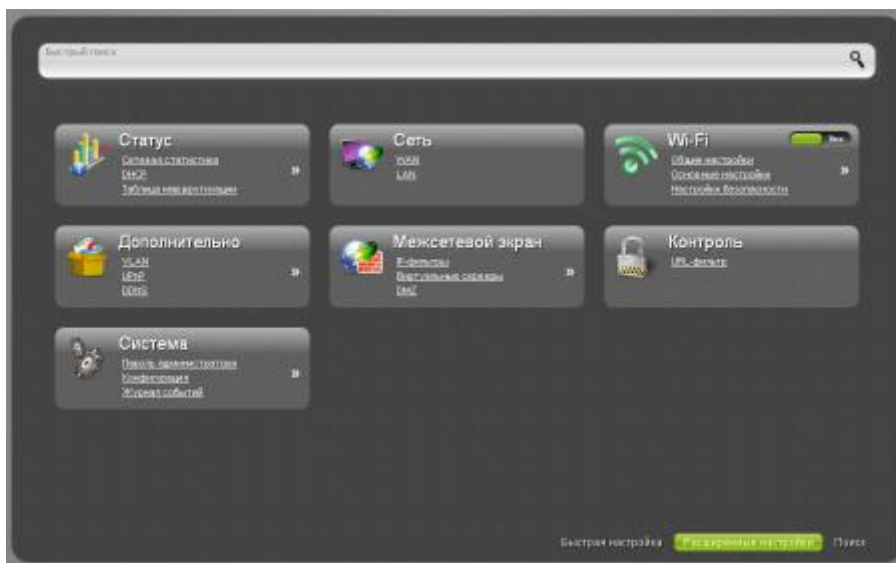 Быстрый поиск
Статус
Сетевая статистика
DHCP
Таблица маршрутизации
Сеть
WAN
LAN
Wi-Fi
Общие настройки
Основные настройки
Настройки безопасности
Дополнительно
VLAN
UPnP
DDNS
Межсетевой экран
IP-фильтры
Виртуальные серверы
DMZ
Контроль
URL-фильтр
Система
Пароль администратора
Конфигурация
Журнал событий
Быстрая настройка Расширенные настройки Поиск